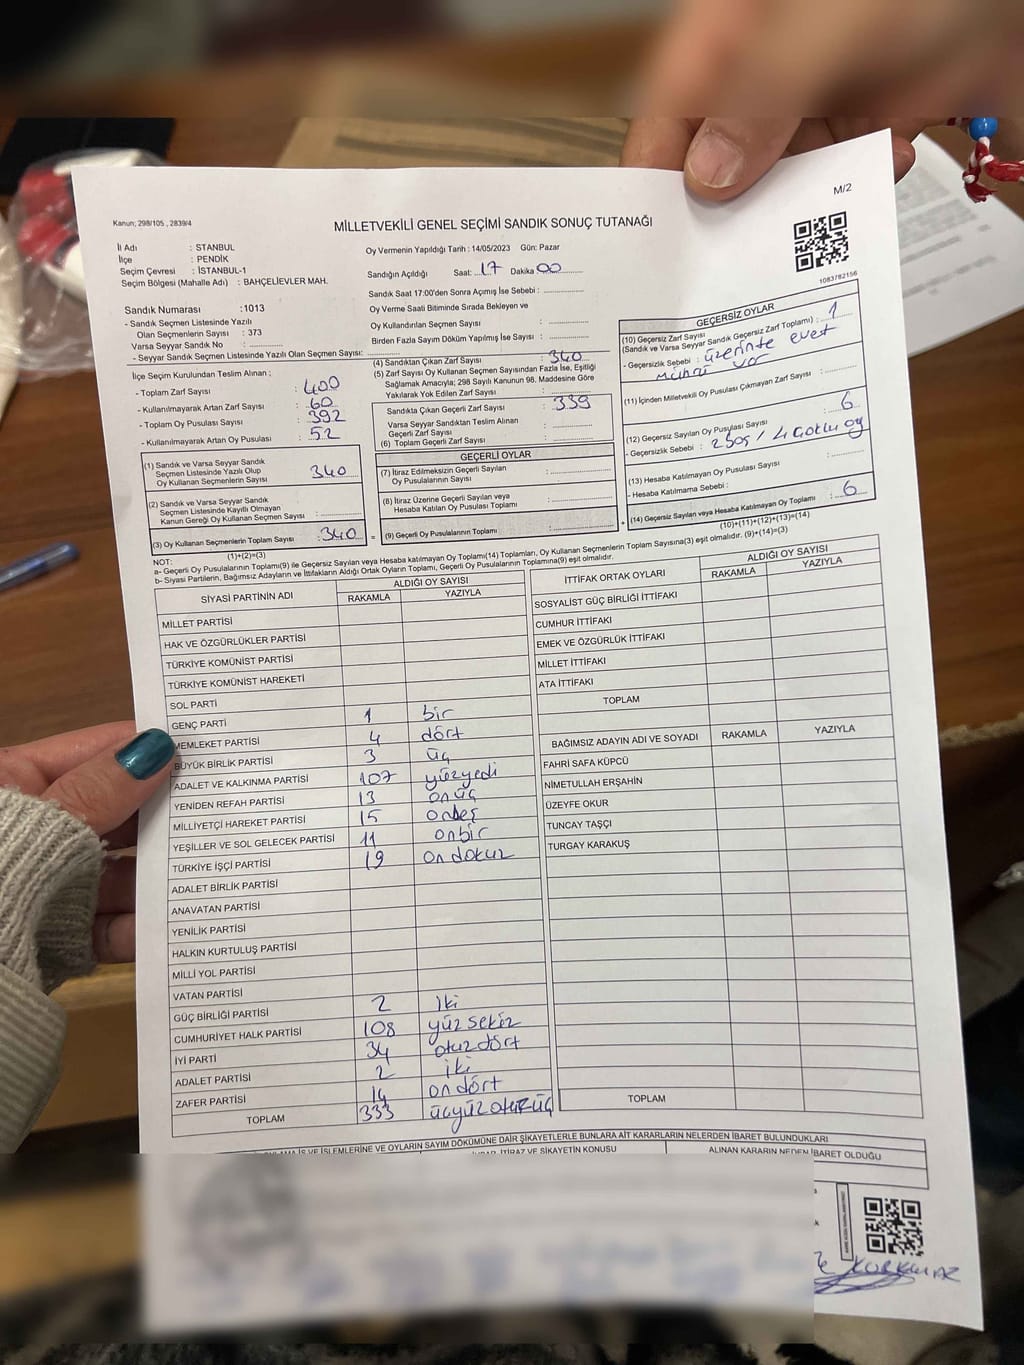 M/2
Kanun; 298/105 , 2839/4
MİLLETVEKİLİ GENEL SEÇİMİ SANDIK SONUÇ TUTANAĞI
İl Adı : STANBUL
İlçe : PENDİK
Seçim Çevresi : İSTANBUL-1
Seçim Bölgesi (Mahalle Adı) : BAHÇELİEVLER MAH.
Sandık Numarası :1013
- Sandık Seçmen Listesinde Yazılı
Olan Seçmenlerin Sayısı : 373
Varsa Seyyar Sandık No :
- Seyyar Sandık Seçmen Listesinde Yazılı Olan Seçmen Sayısı:
Oy Vermenin Yapıldığı Tarih : 14/05/2023 Gün: Pazar
Sandığın Açıldığı Saat: 17 Dakika 00
Sandık Saat 17:00'den Sonra Açımış İse Sebebi :
Oy Verme Saati Bitiminde Sırada Bekleyen ve
Oy Kullandırılan Seçmen Sayısı :
Birden Fazla Sayım Döküm Yapılmış İse Sayısı :
1083782156
İlçe Seçim Kurulundan Teslim Alınan ;
- Toplam Zarf Sayısı : 400
- Kullanılmayarak Artan Zarf Sayısı : 60
- Toplam Oy Pusulası Sayısı : 392
- Kullanılmayarak Artan Oy Pusulası : 52
(4) Sandıktan Çıkan Zarf Sayısı : 340
(5) Zarf Sayısı Oy Kullanan Seçmen Sayısından Fazla İse, Eşitliği
Sağlamak Amacıyla; 298 Sayılı Kanunun 98. Maddesine Göre
Yakılarak Yok Edilen Zarf Sayısı :
Sandıkta Çıkan Geçerli Zarf Sayısı : 339
Varsa Seyyar Sandıktan Teslim Alınan
Geçerli Zarf Sayısı :
(6) Toplam Geçerli Zarf Sayısı :
GEÇERLİ OYLAR
(7) İtiraz Edilmeksizin Geçerli Sayılan
Oy Pusulası Sayısı :
(8) İtiraz Üzerine Geçerli Sayılan veya
Hesaba Katılan Oy Pusulası Toplamı :
(9) Geçerli Oy Pusulalarının Toplamı :
(1) Sandık ve Varsa Seyyar Sandık
Seçmen Listesinde Yazılı Olup
Oy Kullanan Seçmenlerin Sayısı : 340
(2) Sandık ve Varsa Seyyar Sandık
Seçmen Listesinde Kayıtlı Olmayan
Kanun Gereği Oy Kullanan Seçmen Sayısı :
(3) Oy Kullanan Seçmenlerin Toplam Sayısı : 340
(1)+(2)=(3)
=
+
GEÇERSİZ OYLAR
(10) Geçersiz Zarf Sayısı
(Sandık ve Varsa Seyyar Sandık Geçersiz Zarf Toplamı) : 1
- Geçersizlik Sebebi : üzerinte evet
mühRü var
(11) İçinden Milletvekili Oy Pusulası Çıkmayan Zarf Sayısı :
(12) Geçersiz Sayılan Oy Pusulası Sayısı : 6
- Geçersizlik Sebebi : 2 Boş / 4 Çoklu oy
(13) Hesaba Katılmayan Oy Pusulası Sayısı :
- Hesaba Katılmama Sebebi :
(14) Geçersiz Sayılan veya Hesaba Katılmayan Oy Toplamı : 6
(10)+(11)+(12)+(13)=(14)
NOT:
a- Geçerli Oy Pusulalarının Toplamı(9) ile Geçersiz Sayılan veya Hesaba katılmayan Oy Toplamı(14) Toplamları, Oy Kullanan Seçmenlerin Toplam Sayısına(3) eşit olmalıdır. (9)+(14)=(3)
b- Siyasi Partilerin, Bağımsız Adayların ve İttifakların Aldığı Ortak Oyların Toplamı, Geçerli Oy Pusulalarının Toplamına(9) eşit olmalıdır.
SİYASİ PARTİNİN ADI ALDIĞI OY SAYISI
RAKAMLA YAZIYLA
MİLLET PARTİSİ
HAK VE ÖZGÜRLÜKLER PARTİSİ
TÜRKİYE KOMÜNİST PARTİSİ
TÜRKİYE KOMÜNİST HAREKETİ
SOL PARTİ
GENÇ PARTİ 1 bir
MEMLEKET PARTİSİ 4 dört
BÜYÜK BİRLİK PARTİSİ 3 üç
ADALET VE KALKINMA PARTİSİ 107 yüzyedi
YENİDEN REFAH PARTİSİ 13 onüç
MİLLİYETÇİ HAREKET PARTİSİ 15 onbeş
YEŞİLLER VE SOL GELECEK PARTİSİ 11 onbir
TÜRKİYE İŞÇİ PARTİSİ 19 on dokuz
ADALET BİRLİK PARTİSİ
ANAVATAN PARTİSİ
YENİLİK PARTİSİ
HALKIN KURTULUŞ PARTİSİ
MİLLİ YOL PARTİSİ
VATAN PARTİSİ
GÜÇ BİRLİĞİ PARTİSİ 2 iki
CUMHURİYET HALK PARTİSİ 108 yüz sekiz
İYİ PARTİ 34 otuz dört
ADALET PARTİSİ 2 iki
ZAFER PARTİSİ 14 on dört
TOPLAM 333 üçyüz otuz üç
İTTİFAK ORTAK OYLARI ALDIĞI OY SAYISI
RAKAMLA YAZIYLA
SOSYALİST GÜÇ BİRLİĞİ İTTİFAKI
CUMHUR İTTİFAKI
EMEK VE ÖZGÜRLÜK İTTİFAKI
MİLLET İTTİFAKI
ATA İTTİFAKI
TOPLAM
BAĞIMSIZ ADAYIN ADI VE SOYADI RAKAMLA YAZIYLA
FAHRİ SAFA KÜPCÜ
NİMETULLAH ERŞAHİN
ÜZEYFE OKUR
TUNCAY TAŞÇI
TURGAY KARAKUŞ
TOPLAM
İŞ VE İŞLEMLERİNE VE OYLARIN SAYIM DÖKÜMÜNE DAİR ŞİKAYETLERLE BUNLARA AİT KARARLARIN NELERDEN İBARET BULUNDUKLARI
İTİRAZ VE ŞİKAYETİN KONUSU ALINAN KARARIN NEDEN İBARET OLDUĞU
KORKMAZ